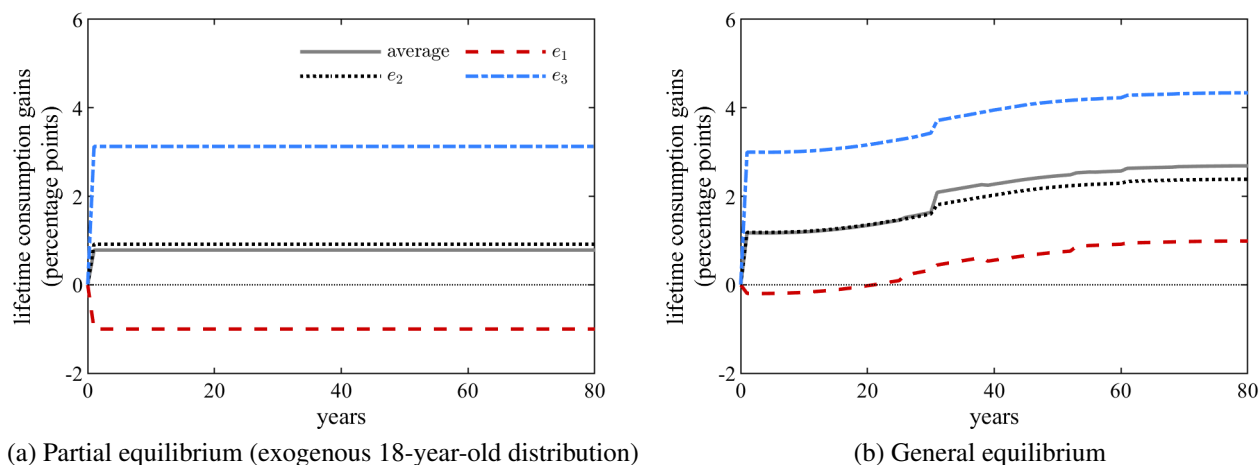 lifetime consumption gains
(percentage points)
6
4
2
0
-2
average
e1
e2
e3
0
20
40
60
80
years
(a) Partial equilibrium (exogenous 18-year-old distribution)
lifetime consumption gains
(percentage points)
6
4
2
0
-2
0
20
40
60
80
years
(b) General equilibrium